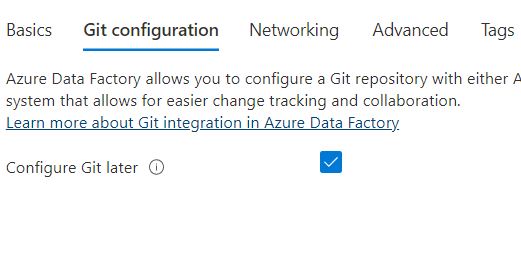 Basics Git configuration Networking Advanced Tags
Azure Data Factory allows you to configure a Git repository with either A
system that allows for easier change tracking and collaboration.
Learn more about Git integration in Azure Data Factory
Configure Git later